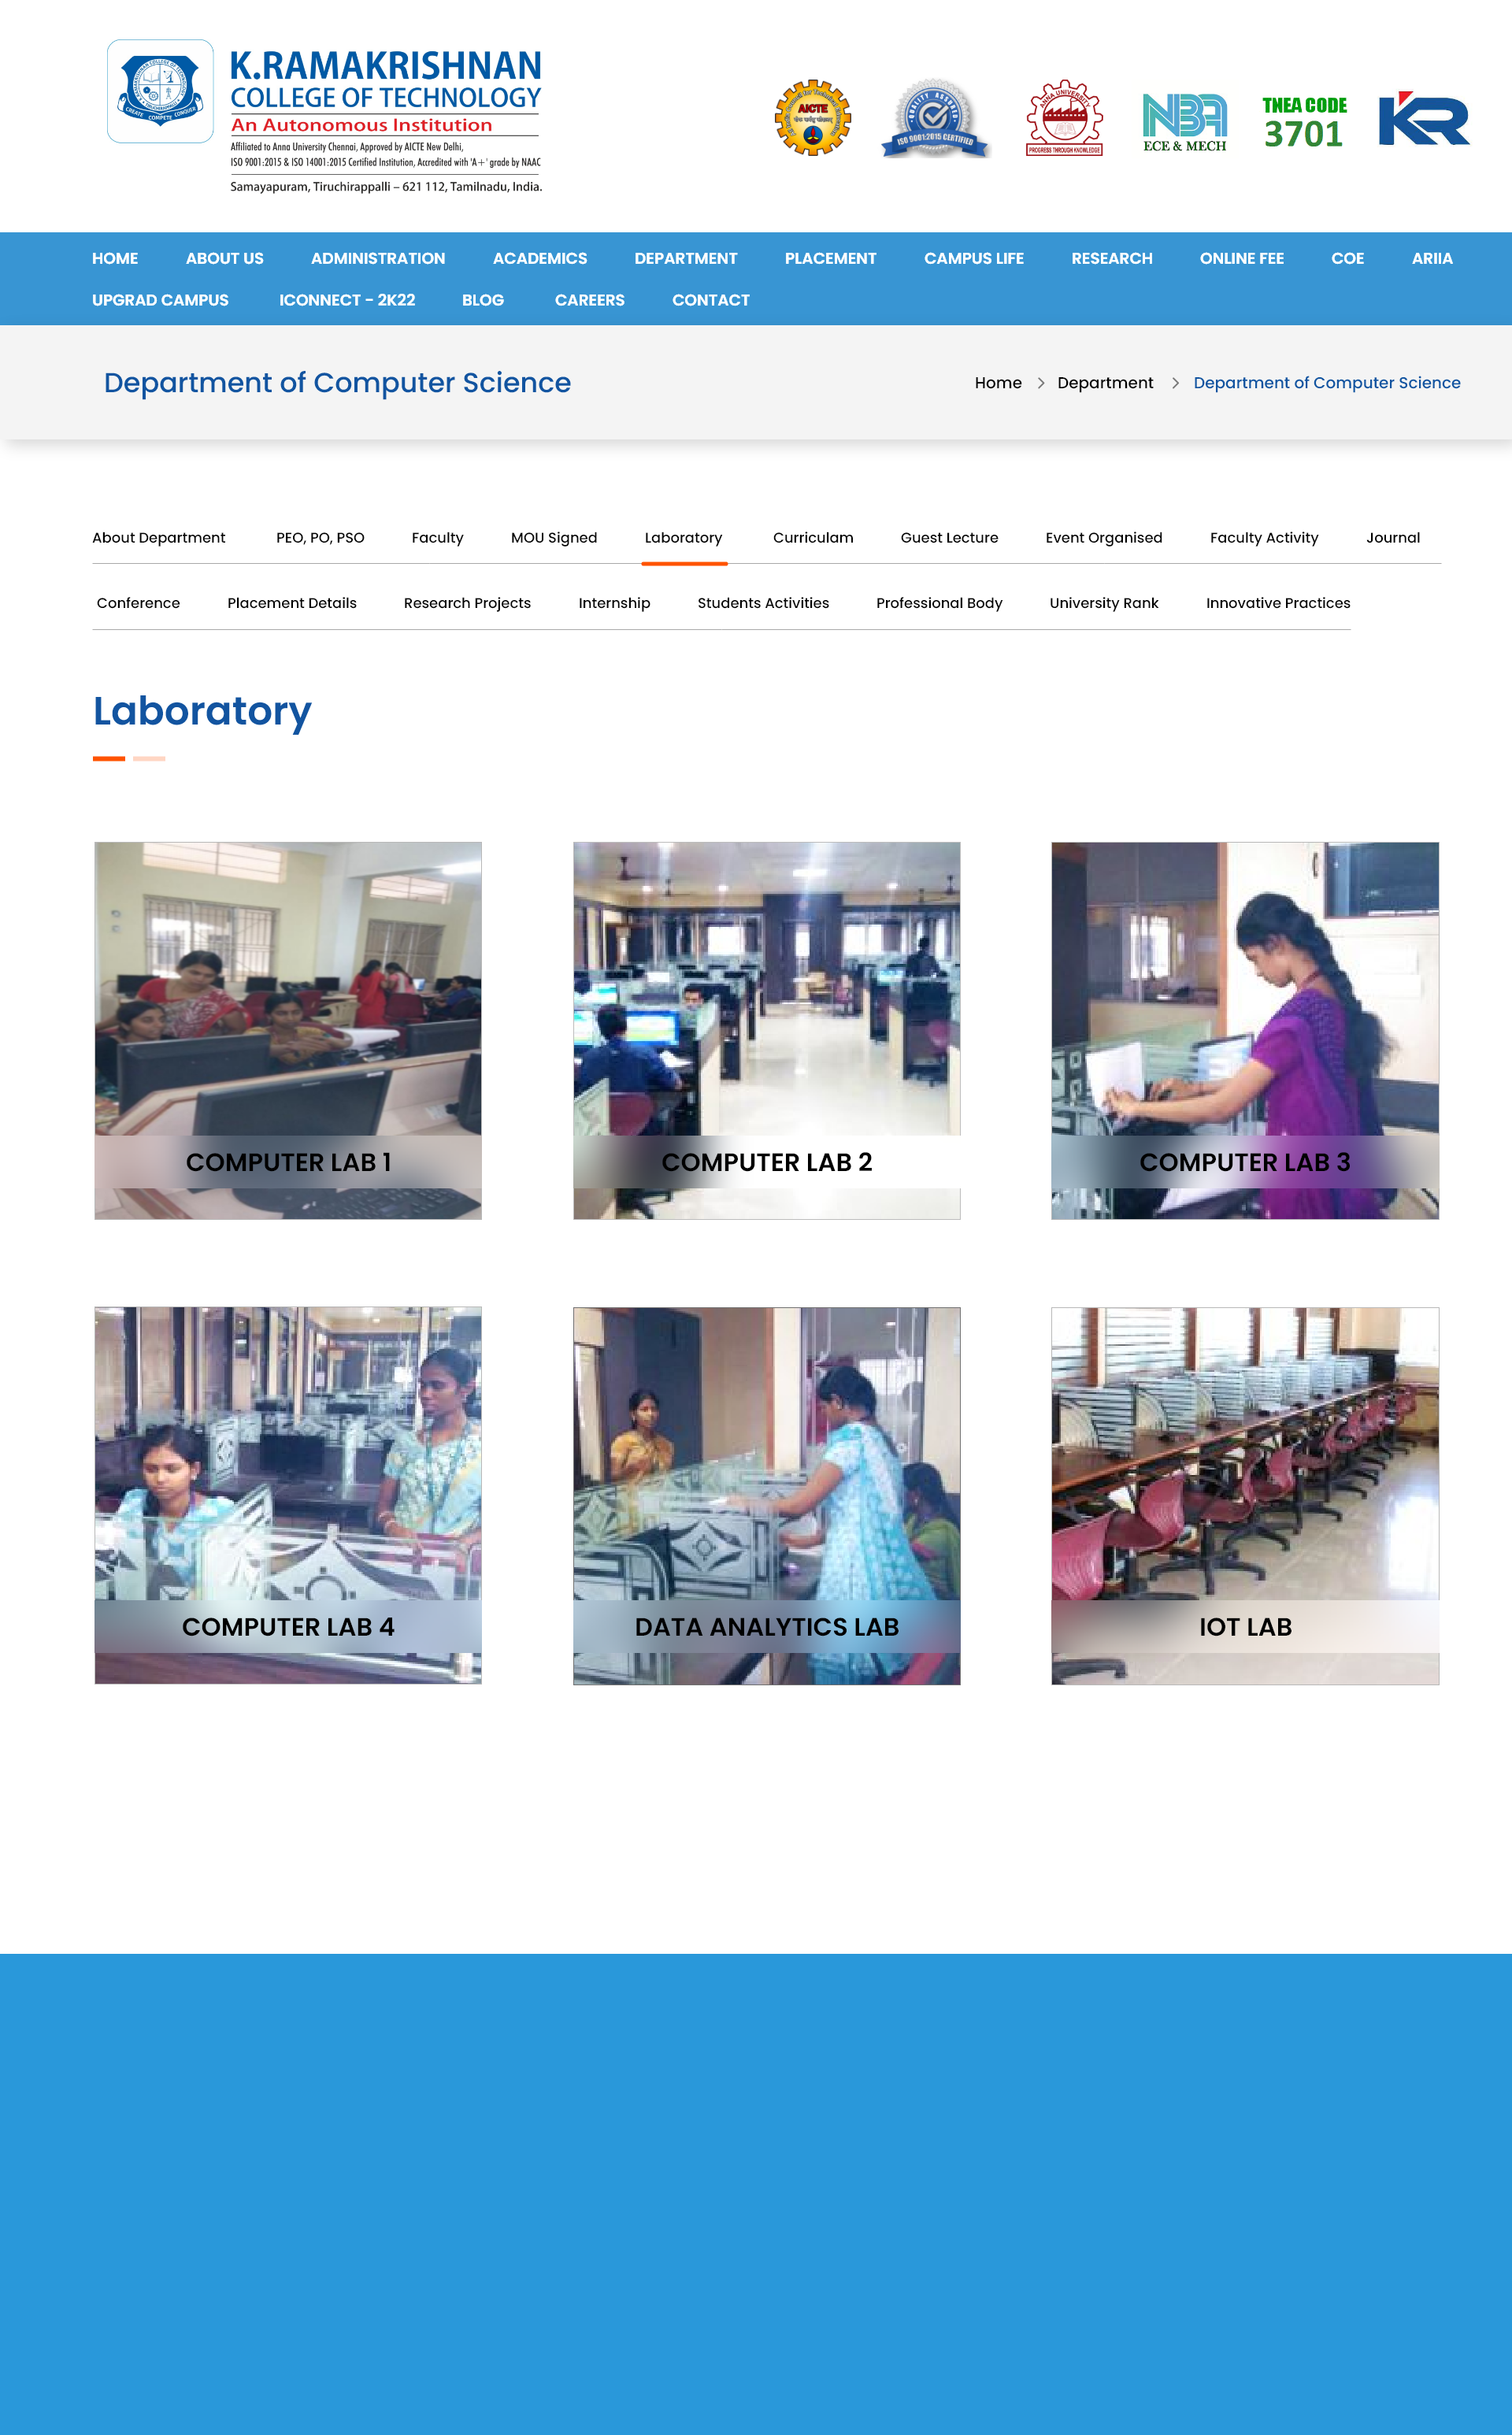 K.RAMAKRISHNAN
COLLEGE OF TECHNOLOGY
An Autonomous Institution
Affiliated to Anna University Chennai, Approved by AICTE New Delhi,
ISO 9001:2015 & ISO 14001:2015 Certified Institution, Accredited with 'A+' grade by NAAC
Samayapuram, Tiruchirappalli – 621 112, Tamilnadu, India.
CREATE COMPETE CONQUER
AICTE
QUALITY ASSURED
ISO 9001:2015 CERTIFIED
ANNA UNIVERSITY
PROGRESS THROUGH KNOWLEDGE
NBA
ECE & MECH
TNEA CODE
3701
KR
HOME ABOUT US ADMINISTRATION ACADEMICS DEPARTMENT PLACEMENT CAMPUS LIFE RESEARCH ONLINE FEE COE ARIIA
UPGRAD CAMPUS ICONNECT - 2K22 BLOG CAREERS CONTACT
Department of Computer Science
Home > Department > Department of Computer Science
About Department PEO, PO, PSO Faculty MOU Signed Laboratory Curriculam Guest Lecture Event Organised Faculty Activity Journal
Conference Placement Details Research Projects Internship Students Activities Professional Body University Rank Innovative Practices
Laboratory
COMPUTER LAB 1
COMPUTER LAB 2
COMPUTER LAB 3
COMPUTER LAB 4
DATA ANALYTICS LAB
IOT LAB